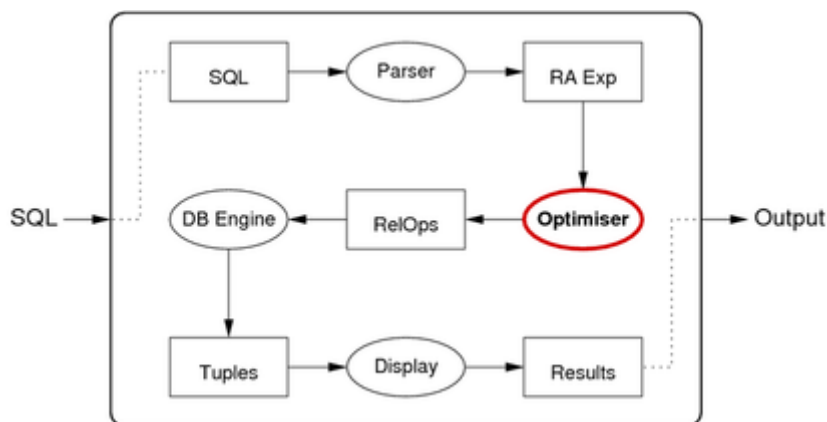 SQL
Parser
RA Exp
SQL
DB Engine
RelOps
Optimiser
Output
Tuples
Display
Results